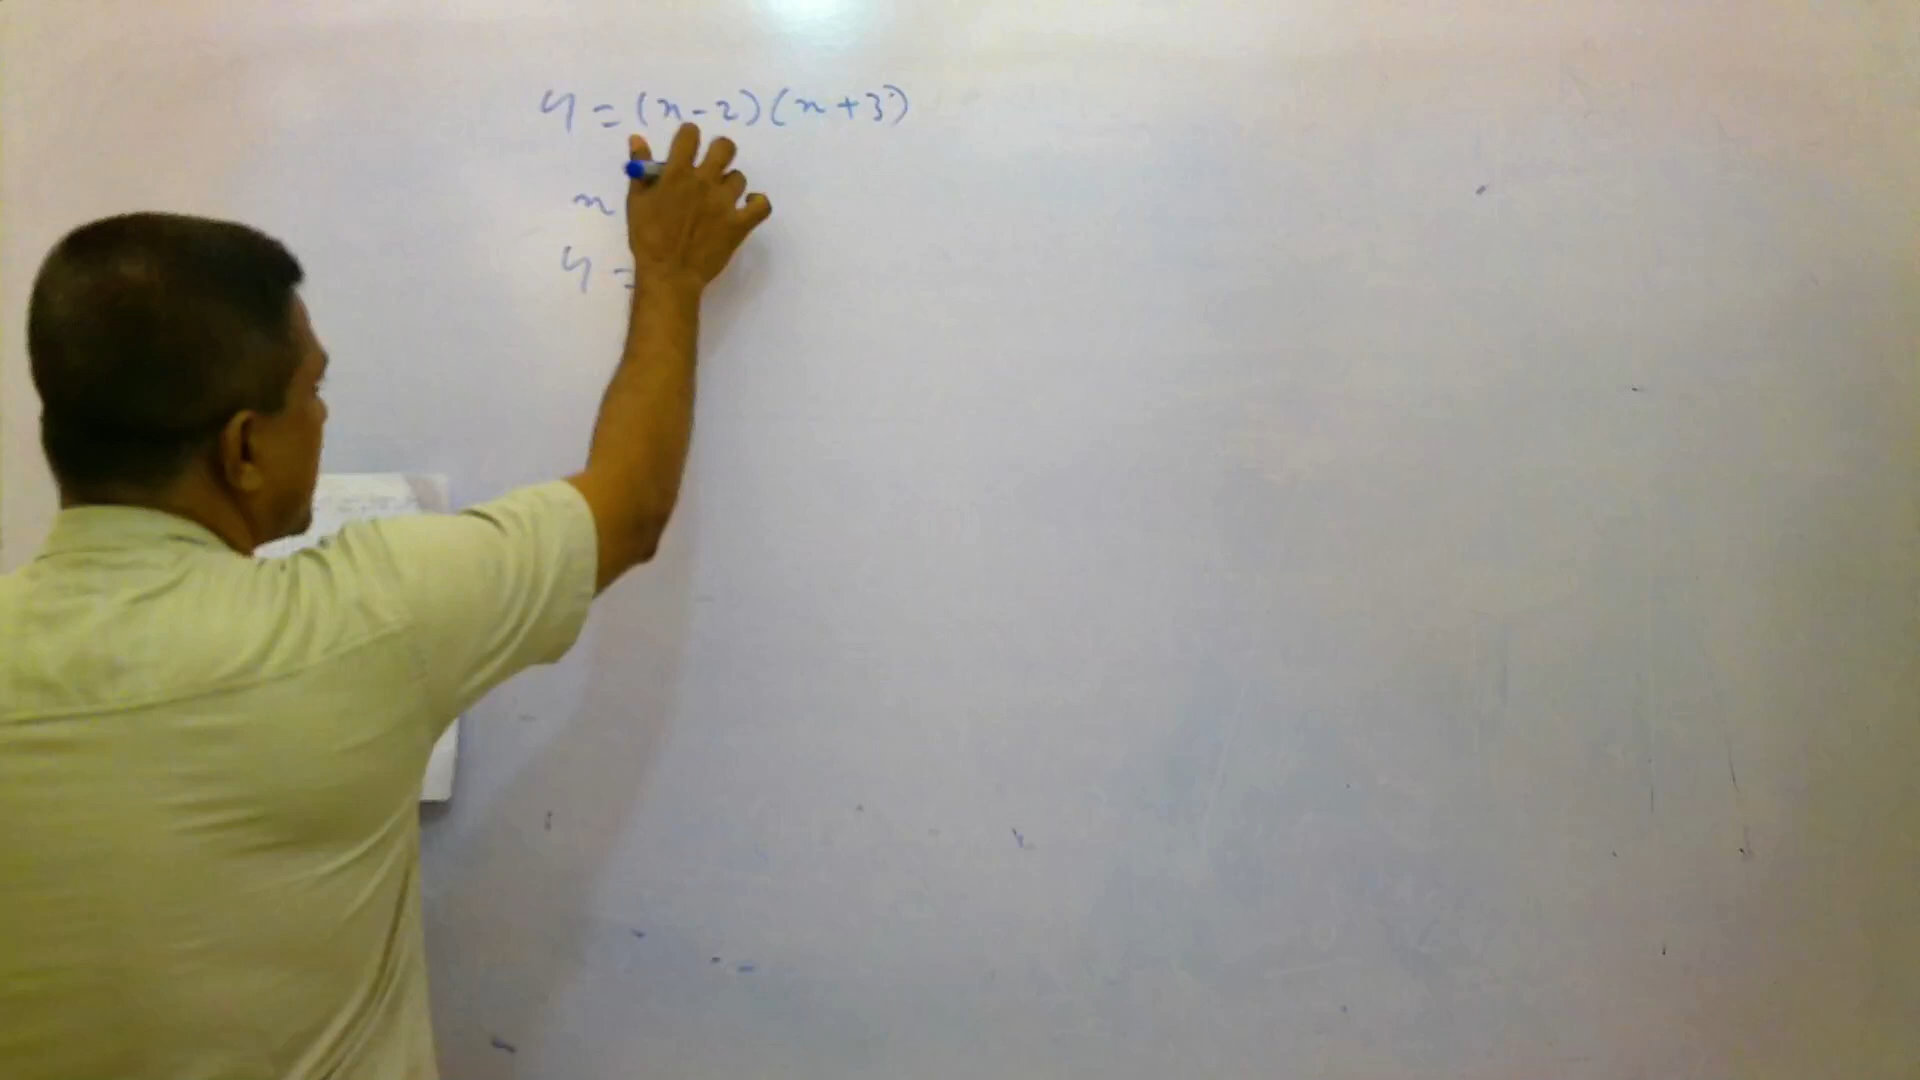 y = (x-2)(x+3)
x
y =